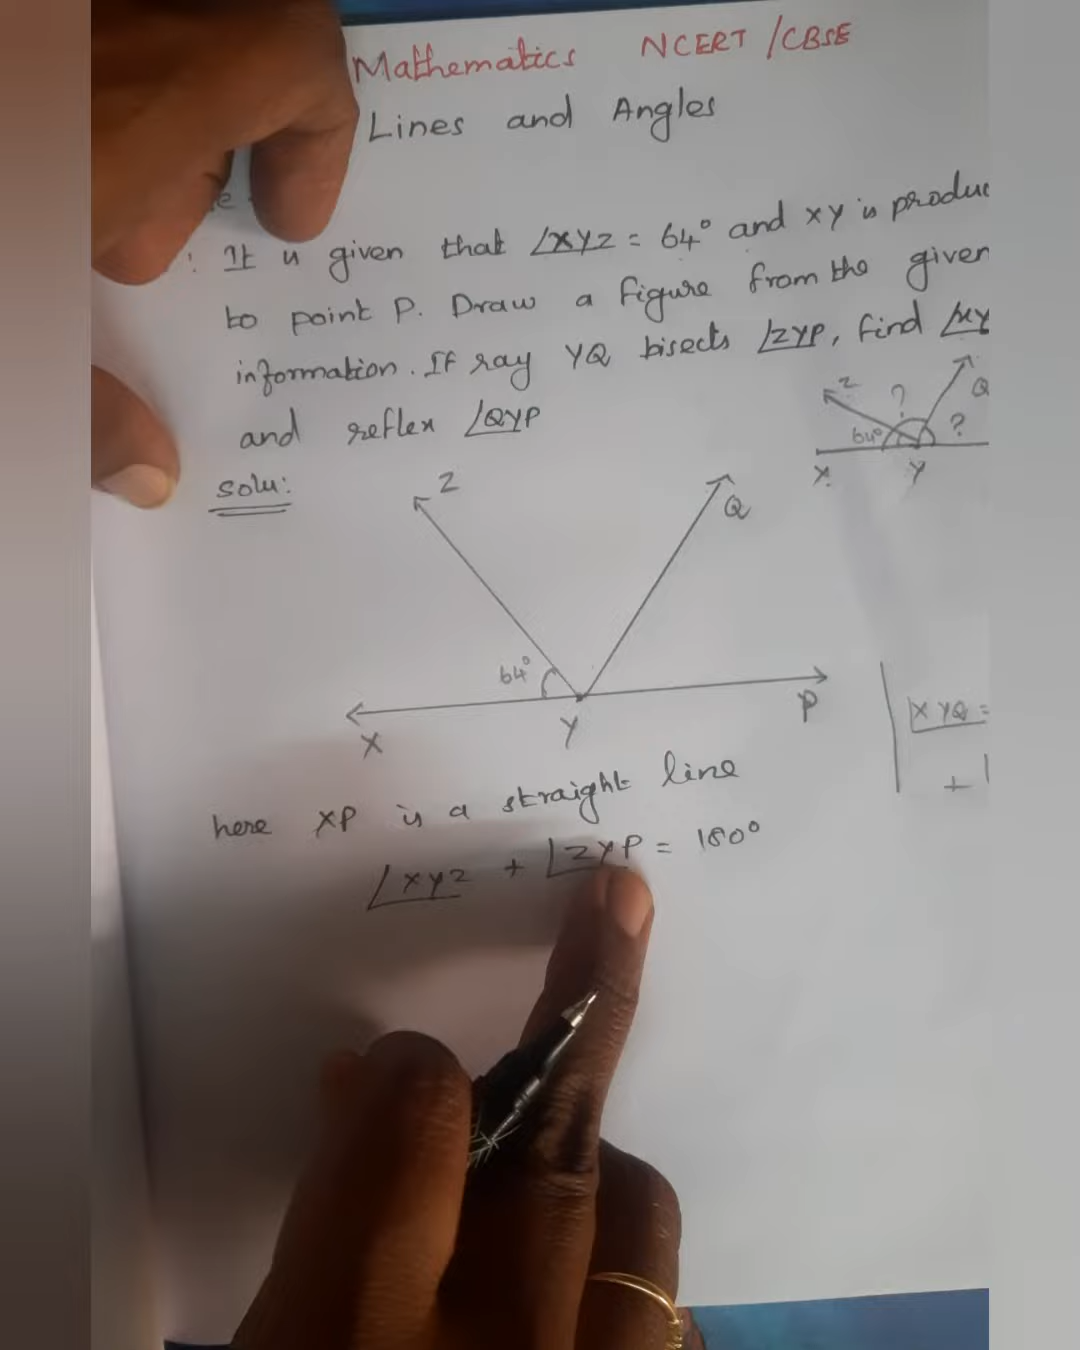 Mathematics NCERT /CBSE
Lines and Angles
: It is given that ∠XYZ = 64° and XY is produc
to point P. Draw a figure from the given
information. If ray YQ bisects ∠ZYP, find ∠XY
and reflex ∠QYP
Z Q
64° ? ?
X Y
Solu:
Z Q
64°
X Y P
∠XYQ =
+
here XP is a straight line
∠XYZ + ∠ZYP = 180°